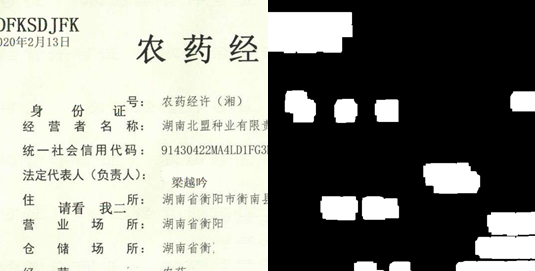 DFKSDJFK
020年2月13日
农药经
号：农药经许（湘）
身份证
经营者名称：湖南北盟种业有限责
统一社会信用代码：91430422MA4LD1FG3
法定代表人（负责人）：
梁越吟
住所：湖南省衡阳市衡南县
请看 我二
营业场所：湖南省衡阳
仓储场所：湖南省衡